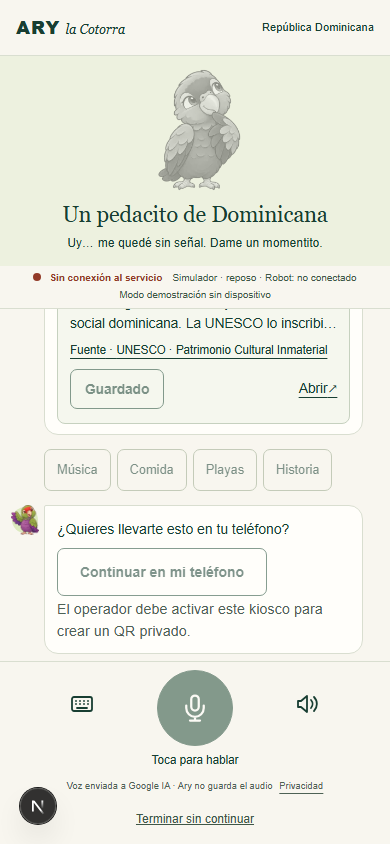 ARY la Cotorra
República Dominicana
Un pedacito de Dominicana
Uy… me quedé sin señal. Dame un momentito.
Sin conexión al servicio Simulador · reposo · Robot: no conectado
Modo demostración sin dispositivo
social dominicana. La UNESCO lo inscribi…
Fuente · UNESCO · Patrimonio Cultural Inmaterial
Guardado
Abrir↗
Música
Comida
Playas
Historia
¿Quieres llevarte esto en tu teléfono?
Continuar en mi teléfono
El operador debe activar este kiosco para
crear un QR privado.
Toca para hablar
Voz enviada a Google IA · Ary no guarda el audio Privacidad
N
Terminar sin continuar